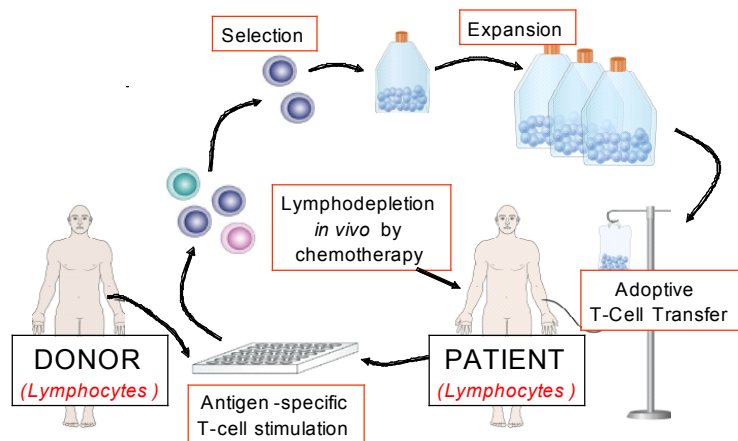 Selection
Expansion
Lymphodepletion
in vivo by
chemotherapy
Adoptive
T-Cell Transfer
DONOR
(Lymphocytes )
PATIENT
(Lymphocytes )
Antigen -specific
T-cell stimulation